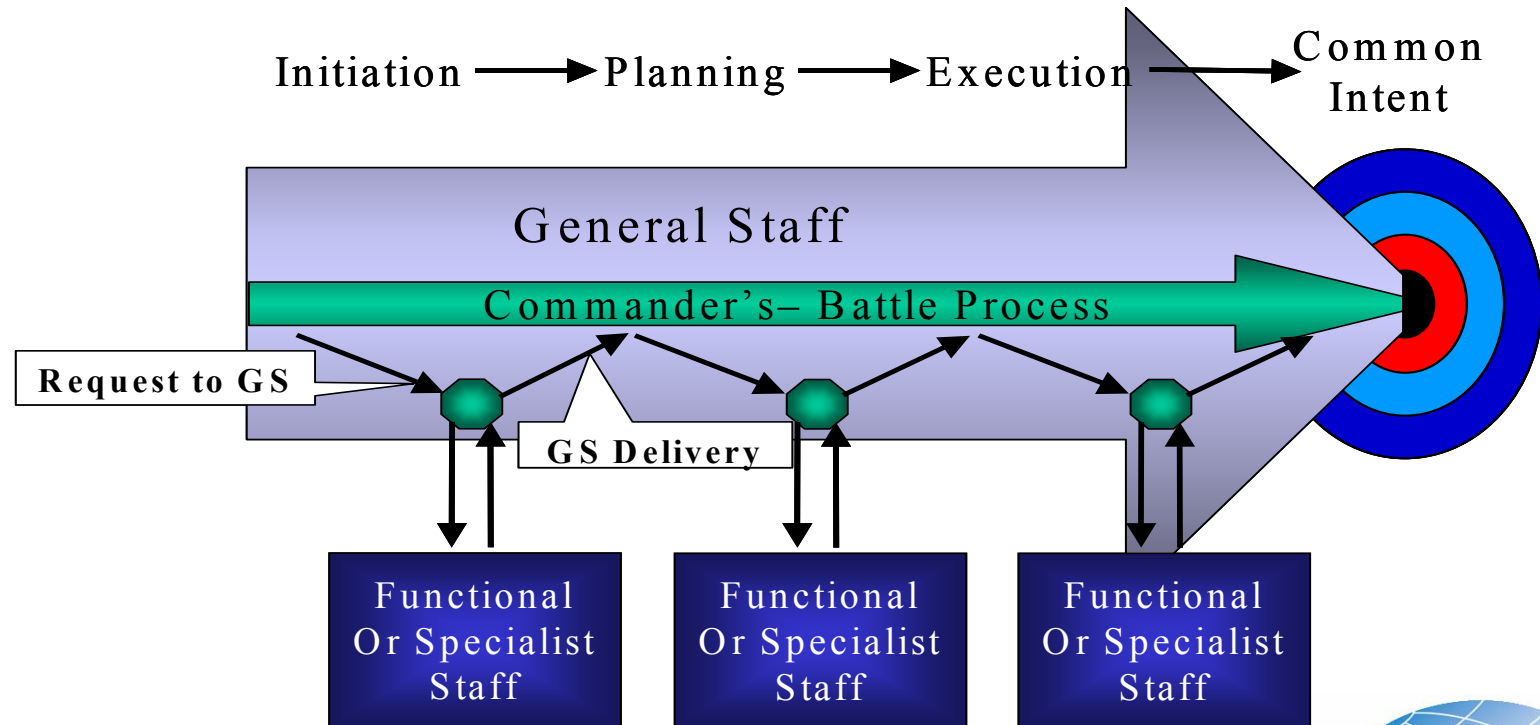 Initiation
Planning
Execution
Common
Intent
General Staff
Commander’s– Battle Process
Request to GS
GS Delivery
Functional
Or Specialist
Staff
Functional
Or Specialist
Staff
Functional
Or Specialist
Staff